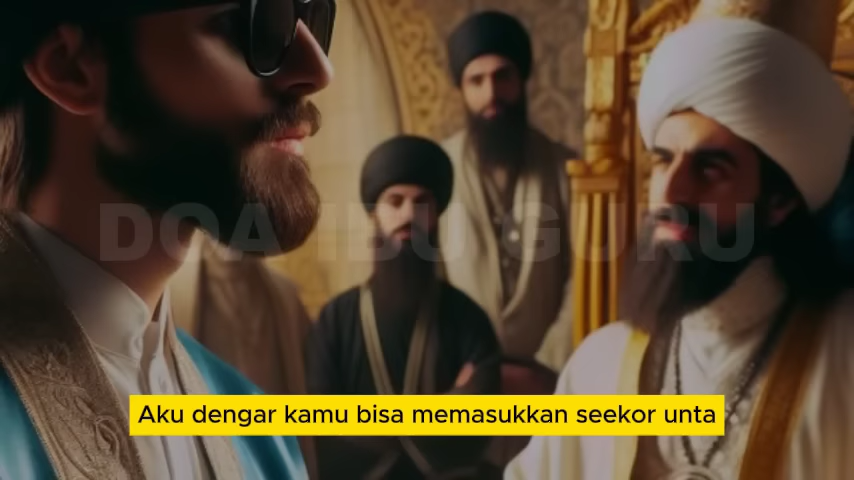 DOA IBU GURU
Aku dengar kamu bisa memasukkan seekor unta